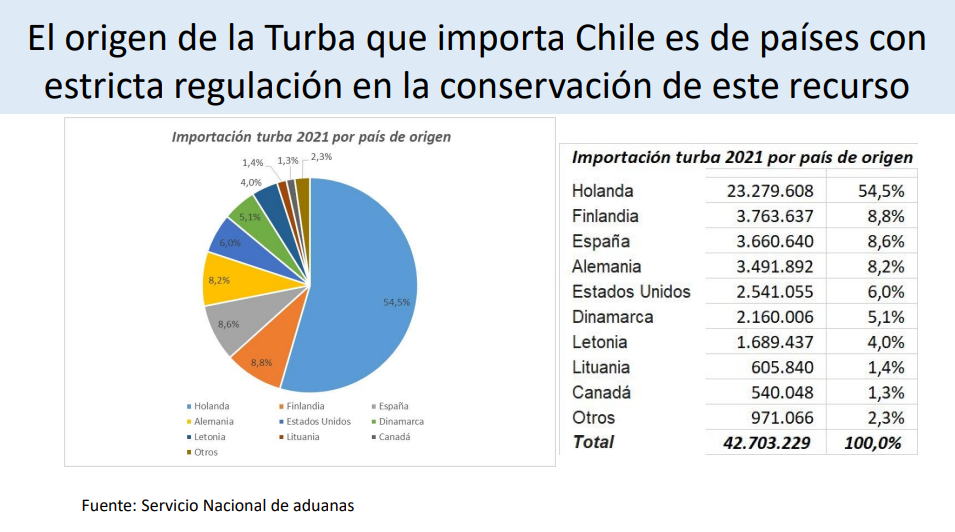 El origen de la Turba que importa Chile es de países con
estricta regulación en la conservación de este recurso
Importación turba 2021 por país de origen
1,4% 1,3% 2,3%
4,0%
5,1%
6,0%
8,2%
8,6%
8,8%
54,5%
Holanda Finlandia España
Alemania Estados Unidos Dinamarca
Letonia Lituania Canadá
Otros
Importación turba 2021 por país de origen
Holanda 23.279.608 54,5%
Finlandia 3.763.637 8,8%
España 3.660.640 8,6%
Alemania 3.491.892 8,2%
Estados Unidos 2.541.055 6,0%
Dinamarca 2.160.006 5,1%
Letonia 1.689.437 4,0%
Lituania 605.840 1,4%
Canadá 540.048 1,3%
Otros 971.066 2,3%
Total 42.703.229 100,0%
Fuente: Servicio Nacional de aduanas